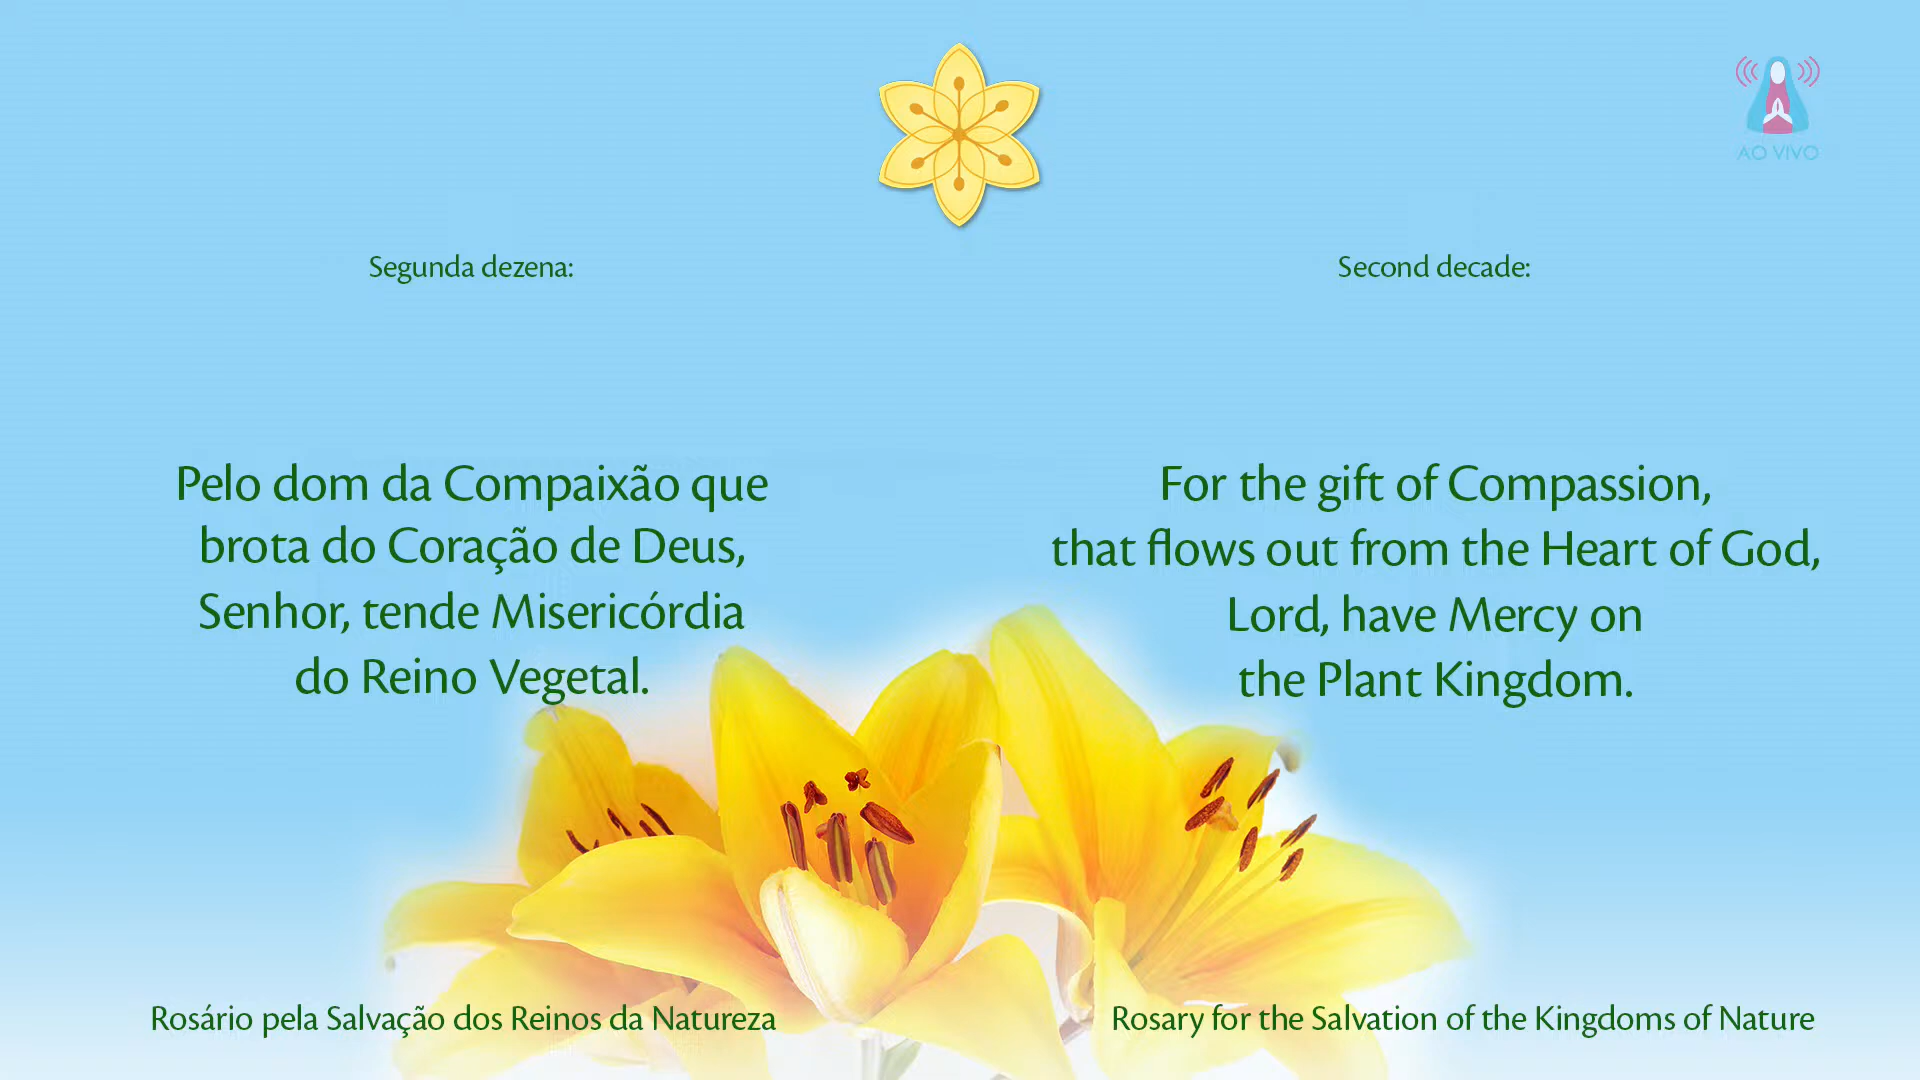 AO VIVO
Segunda dezena:
Pelo dom da Compaixão que
brota do Coração de Deus,
Senhor, tende Misericórdia
do Reino Vegetal.
Rosário pela Salvação dos Reinos da Natureza
Second decade:
For the gift of Compassion,
that flows out from the Heart of God,
Lord, have Mercy on
the Plant Kingdom.
Rosary for the Salvation of the Kingdoms of Nature